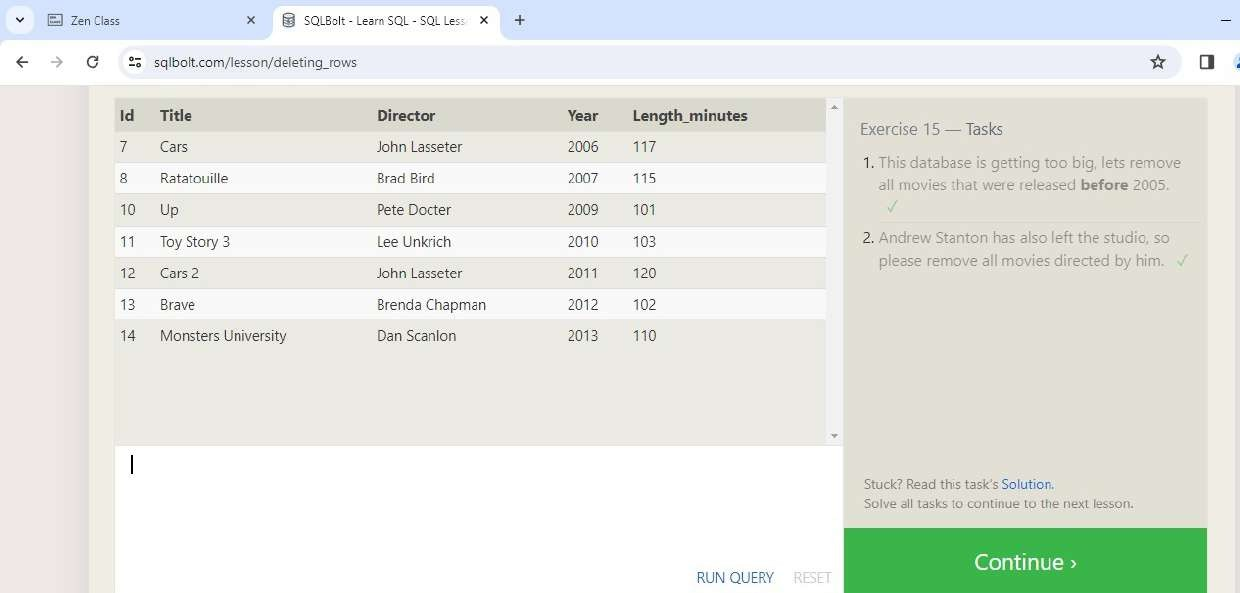 Zen Class
SQLBolt - Learn SQL - SQL Less
sqlbolt.com/lesson/deleting_rows
Id Title Director Year Length_minutes
7 Cars John Lasseter 2006 117
8 Ratatouille Brad Bird 2007 115
10 Up Pete Docter 2009 101
11 Toy Story 3 Lee Unkrich 2010 103
12 Cars 2 John Lasseter 2011 120
13 Brave Brenda Chapman 2012 102
14 Monsters University Dan Scanlon 2013 110
RUN QUERY RESET
Exercise 15 — Tasks
1. This database is getting too big, lets remove
all movies that were released before 2005.
✓
2. Andrew Stanton has also left the studio, so
please remove all movies directed by him. ✓
Stuck? Read this task's Solution.
Solve all tasks to continue to the next lesson.
Continue ›